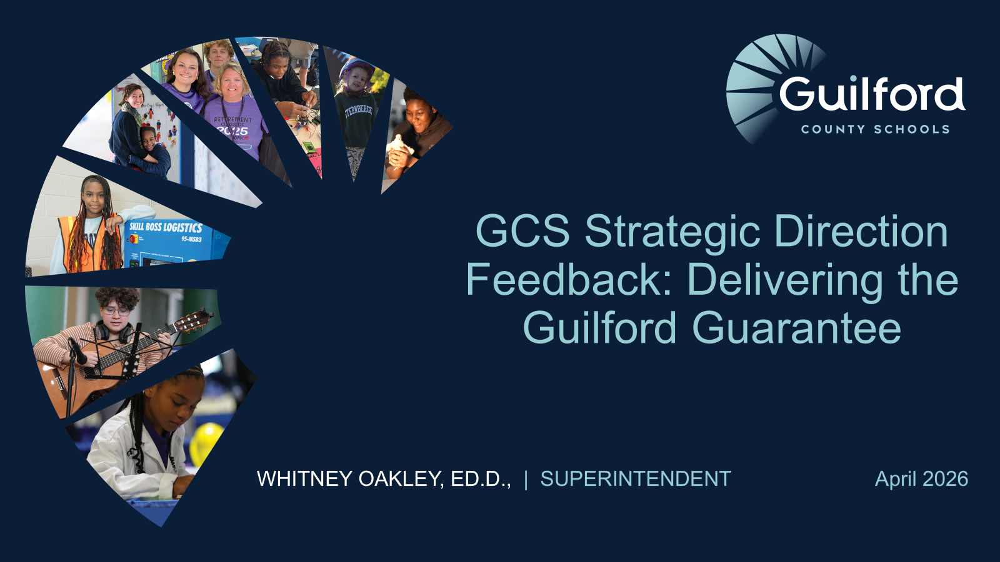 Guilford
COUNTY SCHOOLS
RETIREMENT
CLASS OF
2025
STERNBERGE
SKILL BOSS LOGISTICS
95-MSB3
GCS Strategic Direction
Feedback: Delivering the
Guilford Guarantee
WHITNEY OAKLEY, ED.D., | SUPERINTENDENT
April 2026